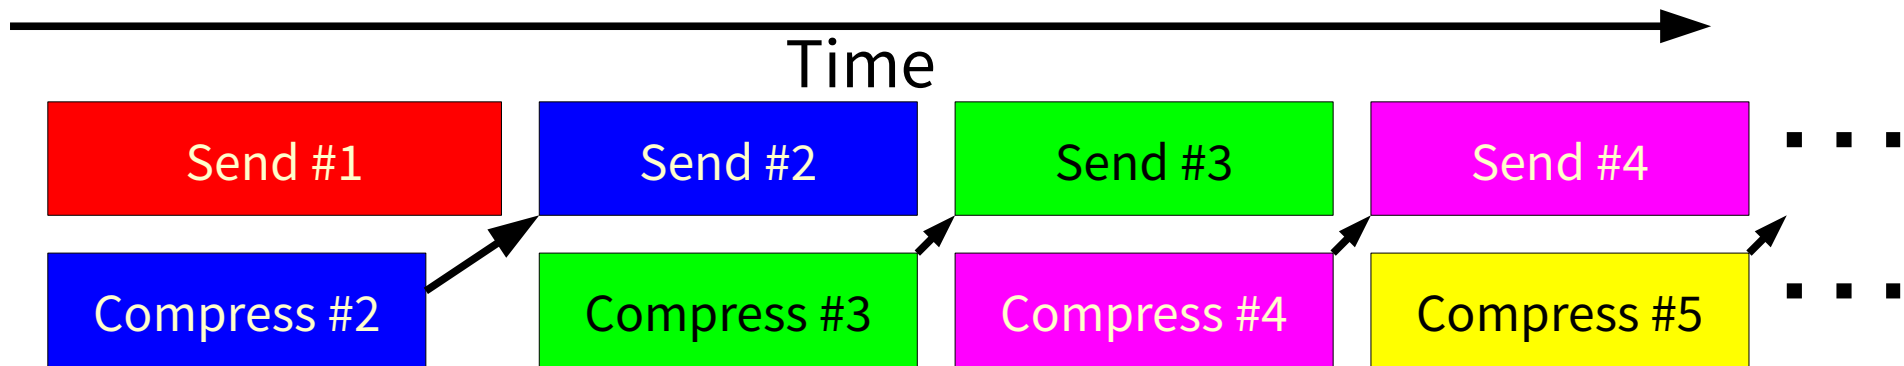 Time
Send #1
Send #2
Send #3
Send #4
Compress #2
Compress #3
Compress #4
Compress #5